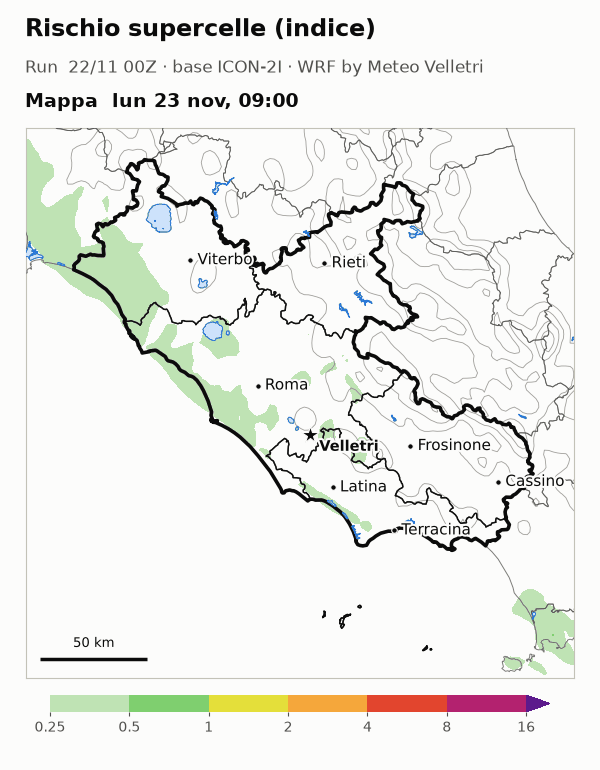 Rischio supercelle (indice)
Run  22/11 00Z · base ICON-2I · WRF by Meteo Velletri
Mappa  lun 23 nov, 09:00
Viterbo
Rieti
Roma
Velletri
Frosinone
Cassino
Latina
Terracina
50 km
0.25 0.5 1 2 4 8 16